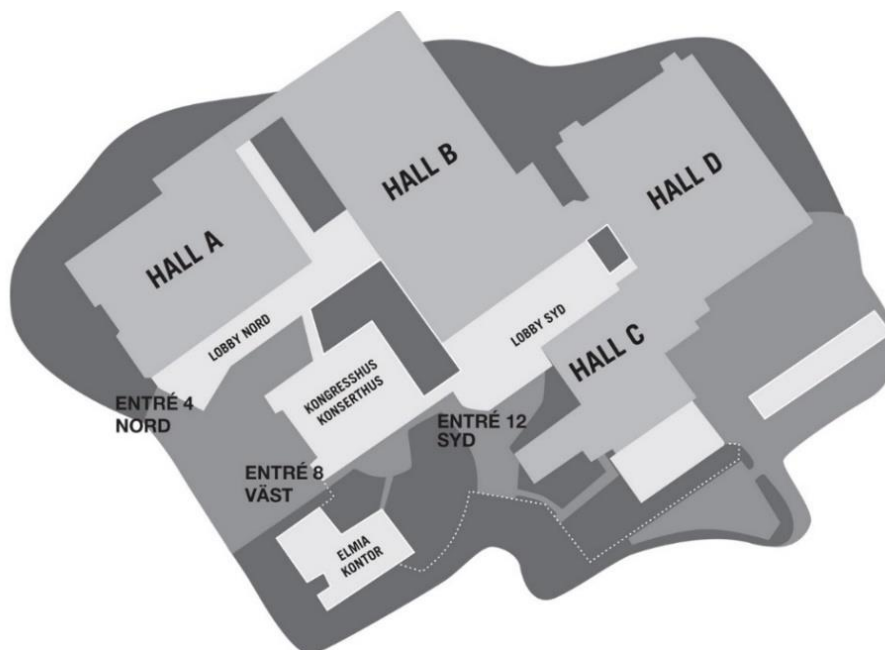 HALL B
HALL D
HALL A
LOBBY NORD
LOBBY SYD
HALL C
KONGRESSHUS
KONSERTHUS
ENTRÉ 4
NORD
ENTRÉ 12
SYD
ENTRÉ 8
VÄST
ELMIA
KONTOR